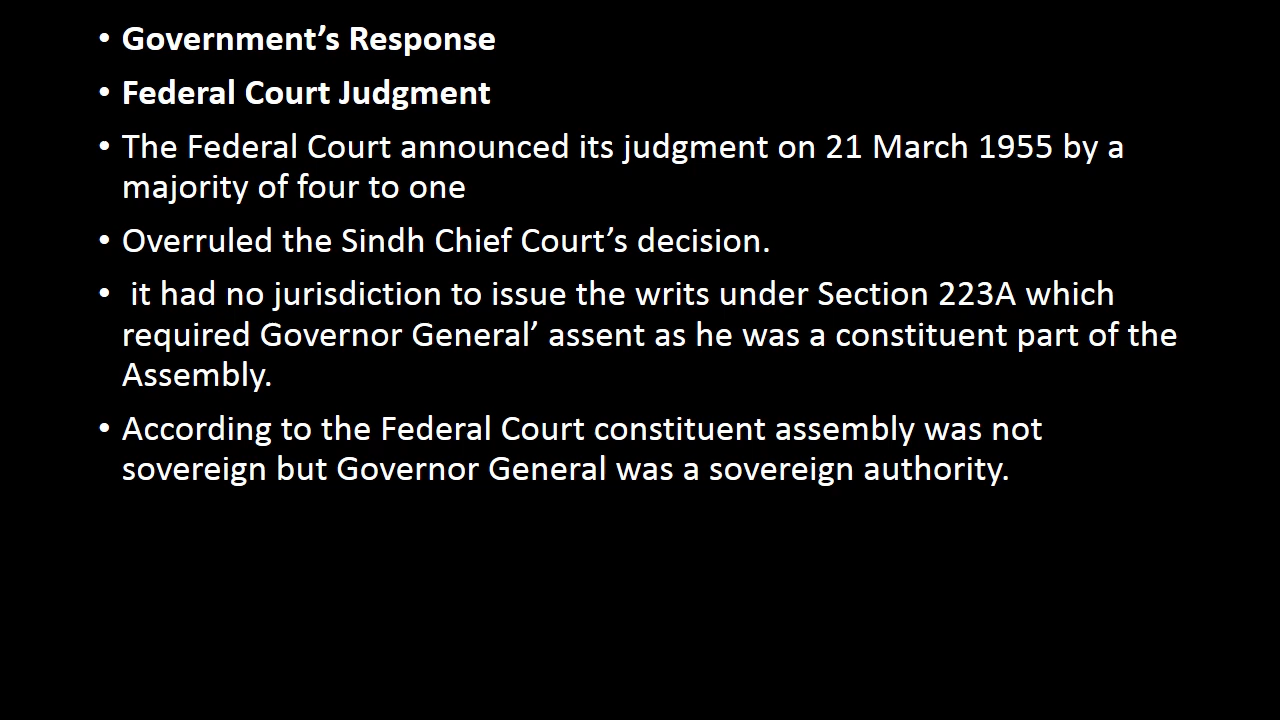 • Government’s Response
• Federal Court Judgment
• The Federal Court announced its judgment on 21 March 1955 by a
majority of four to one
• Overruled the Sindh Chief Court’s decision.
• it had no jurisdiction to issue the writs under Section 223A which
required Governor General’ assent as he was a constituent part of the
Assembly.
• According to the Federal Court constituent assembly was not
sovereign but Governor General was a sovereign authority.